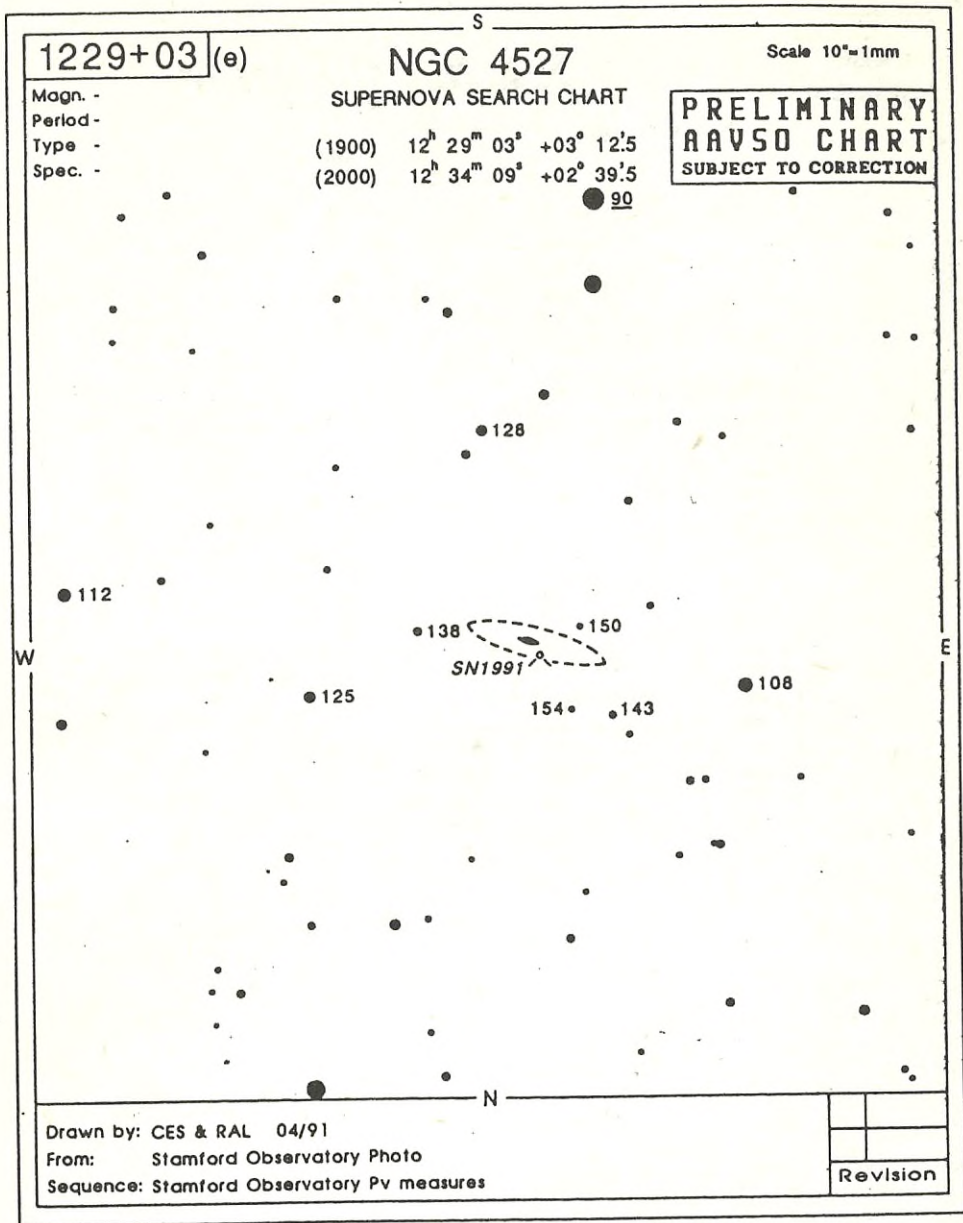 S
1229+03 (e)
NGC 4527
Scale 10"=1mm
Magn. -
Period -
Type -
Spec. -
SUPERNOVA SEARCH CHART
(1900) 12h 29m 03s +03° 12'.5
(2000) 12h 34m 09s +02° 39'.5
PRELIMINARY
AAVSO CHART
SUBJECT TO CORRECTION
90
128
112
138
150
W
E
SN1991
125
108
154
143
N
Drawn by: CES & RAL 04/91
From: Stamford Observatory Photo
Sequence: Stamford Observatory Pv measures
Revision